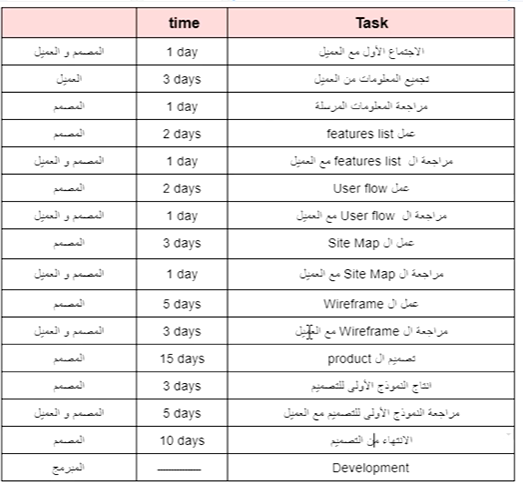 Task time
الاجتماع الأول مع العميل 1 day المصمم و العميل
تجميع المعلومات من العميل 3 days العميل
مراجعة المعلومات المرسلة 1 day المصمم
عمل features list 2 days المصمم
مراجعة ال features list مع العميل 1 day المصمم و العميل
عمل User flow 2 days المصمم
مراجعة ال User flow مع العميل 1 day المصمم و العميل
عمل ال Site Map 3 days المصمم
مراجعة ال Site Map مع العميل 1 day المصمم و العميل
عمل ال Wireframe 5 days المصمم
مراجعة ال Wireframe مع العميل 3 days المصمم و العميل
تصميم ال product 15 days المصمم
انتاج النموذج الأولى للتصميم 3 days المصمم
مراجعة النموذج الأولى للتصميم مع العميل 5 days المصمم و العميل
الانتهاء من التصميم 10 days المصمم
Development ——— المبرمج